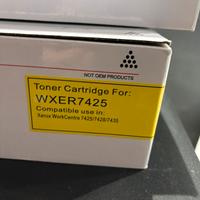 NOT OEM PRODUCTS
Toner Cartridge For:
WXER7425
Compatible use in:
Xerox WorkCentre 7425/7428/7435